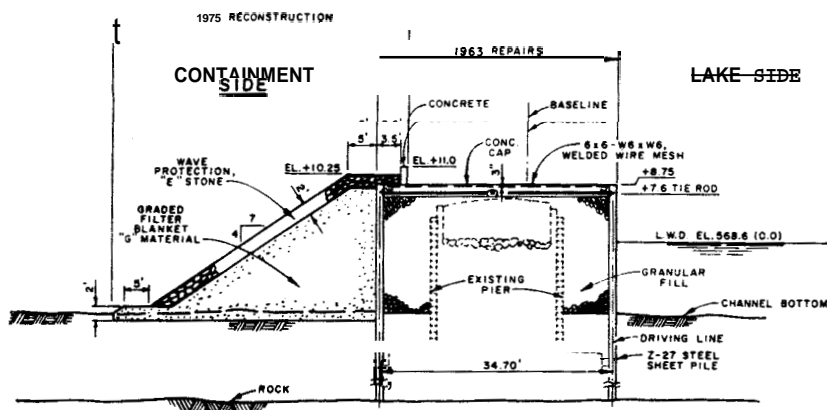 1975 RECONSTRUCTION
t
1963 REPAIRS
CONTAINMENT
SIDE
LAKE SIDE
CONCRETE
BASELINE
5'
3.5'
WAVE
PROTECTION,
"E" STONE
EL.+10.25
EL.+11.0
CONC.
CAP
3"
6x6-W6xW6,
WELDED WIRE MESH
+8.75
+7.6 TIE ROD
2'
GRADED
FILTER
BLANKET
"G" MATERIAL
7
4
L.W.D. EL.568.6 (0.0)
EXISTING
PIER
GRANULAR
FILL
5'
2'
CHANNEL BOTTOM
DRIVING LINE
Z-27 STEEL
SHEET PILE
34.70'
ROCK